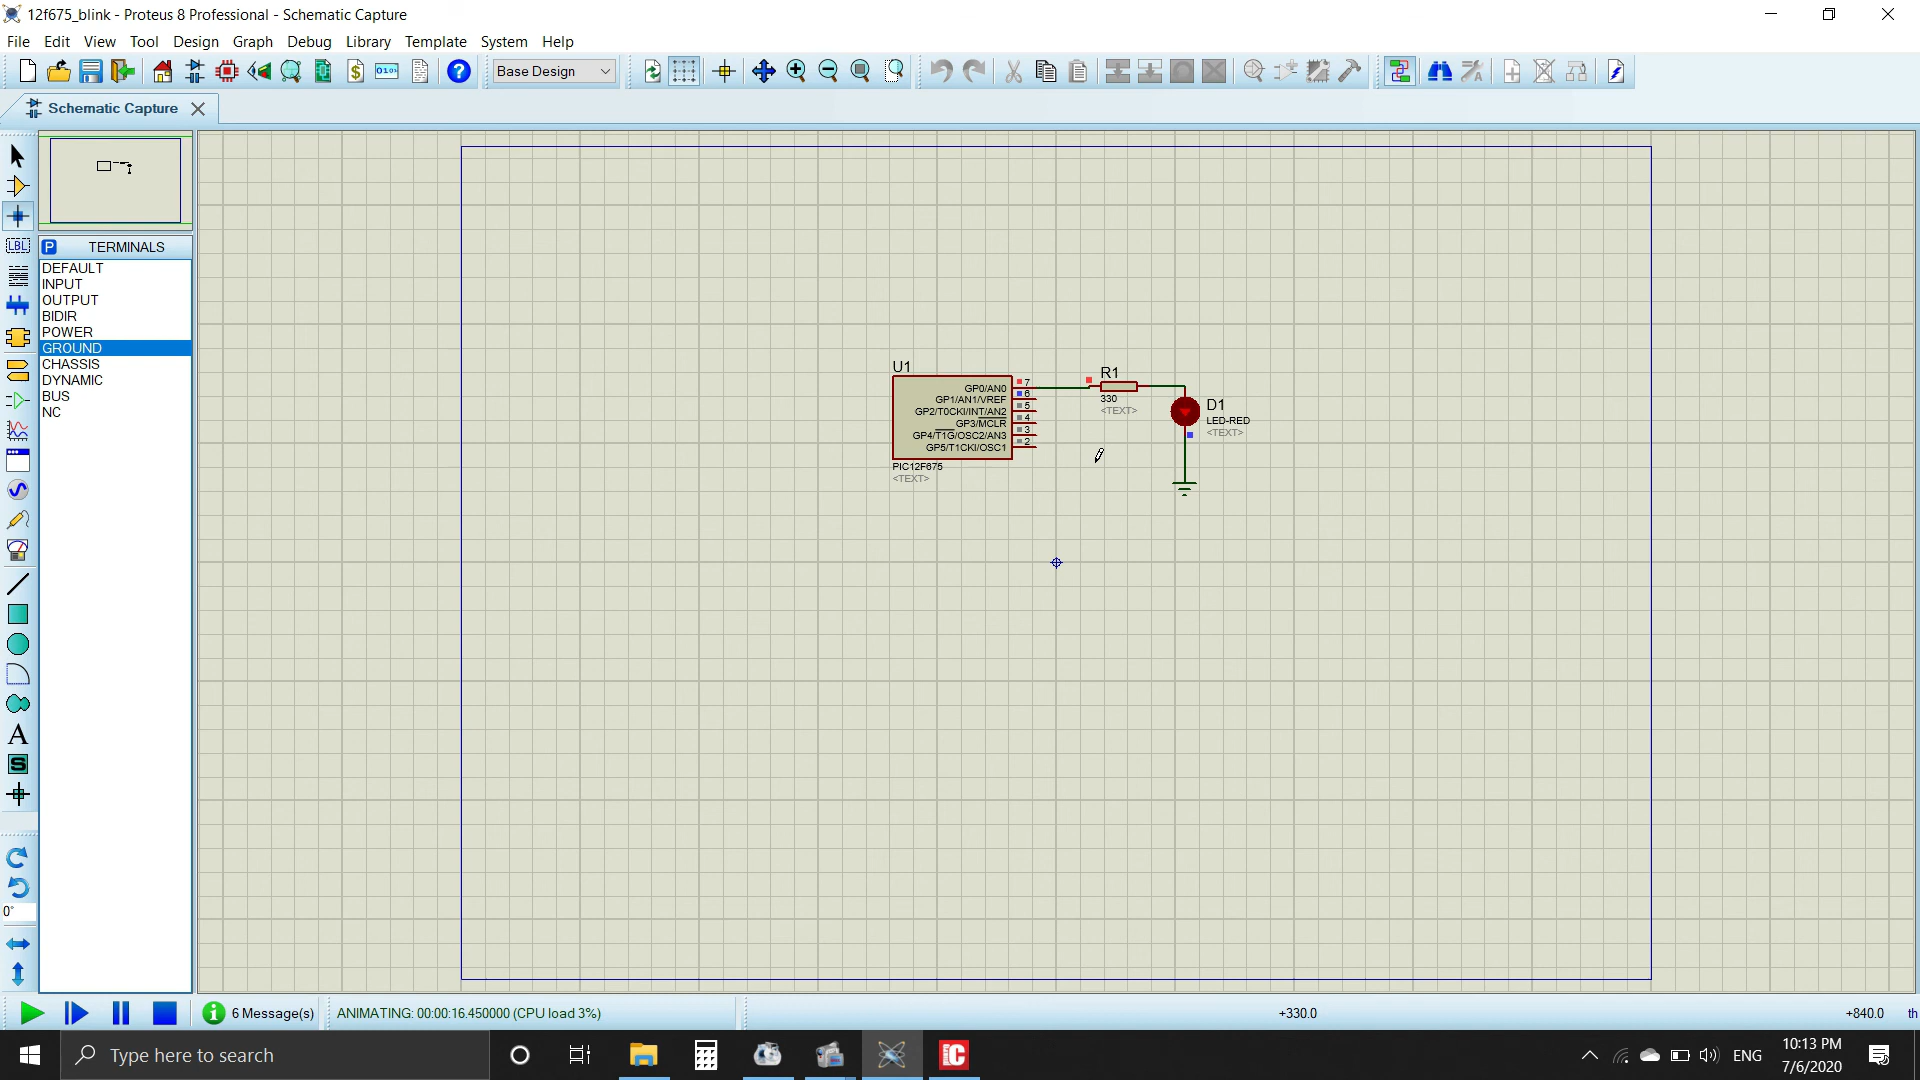 12f675_blink - Proteus 8 Professional - Schematic Capture
File Edit View Tool Design Graph Debug Library Template System Help
Base Design
Schematic Capture
P TERMINALS
DEFAULT
INPUT
OUTPUT
BIDIR
POWER
GROUND
CHASSIS
DYNAMIC
BUS
NC
LBL
A
S
0°
U1
GP0/AN0 7
GP1/AN1/VREF 6
GP2/T0CKI/INT/AN2 5
GP3/MCLR 4
GP4/T1G/OSC2/AN3 3
GP5/T1CKI/OSC1 2
PIC12F675
<TEXT>
R1
330
<TEXT>
D1
LED-RED
<TEXT>
6 Message(s) ANIMATING: 00:00:16.450000 (CPU load 3%) +330.0 +840.0 th
Type here to search
ENG
10:13 PM
7/6/2020